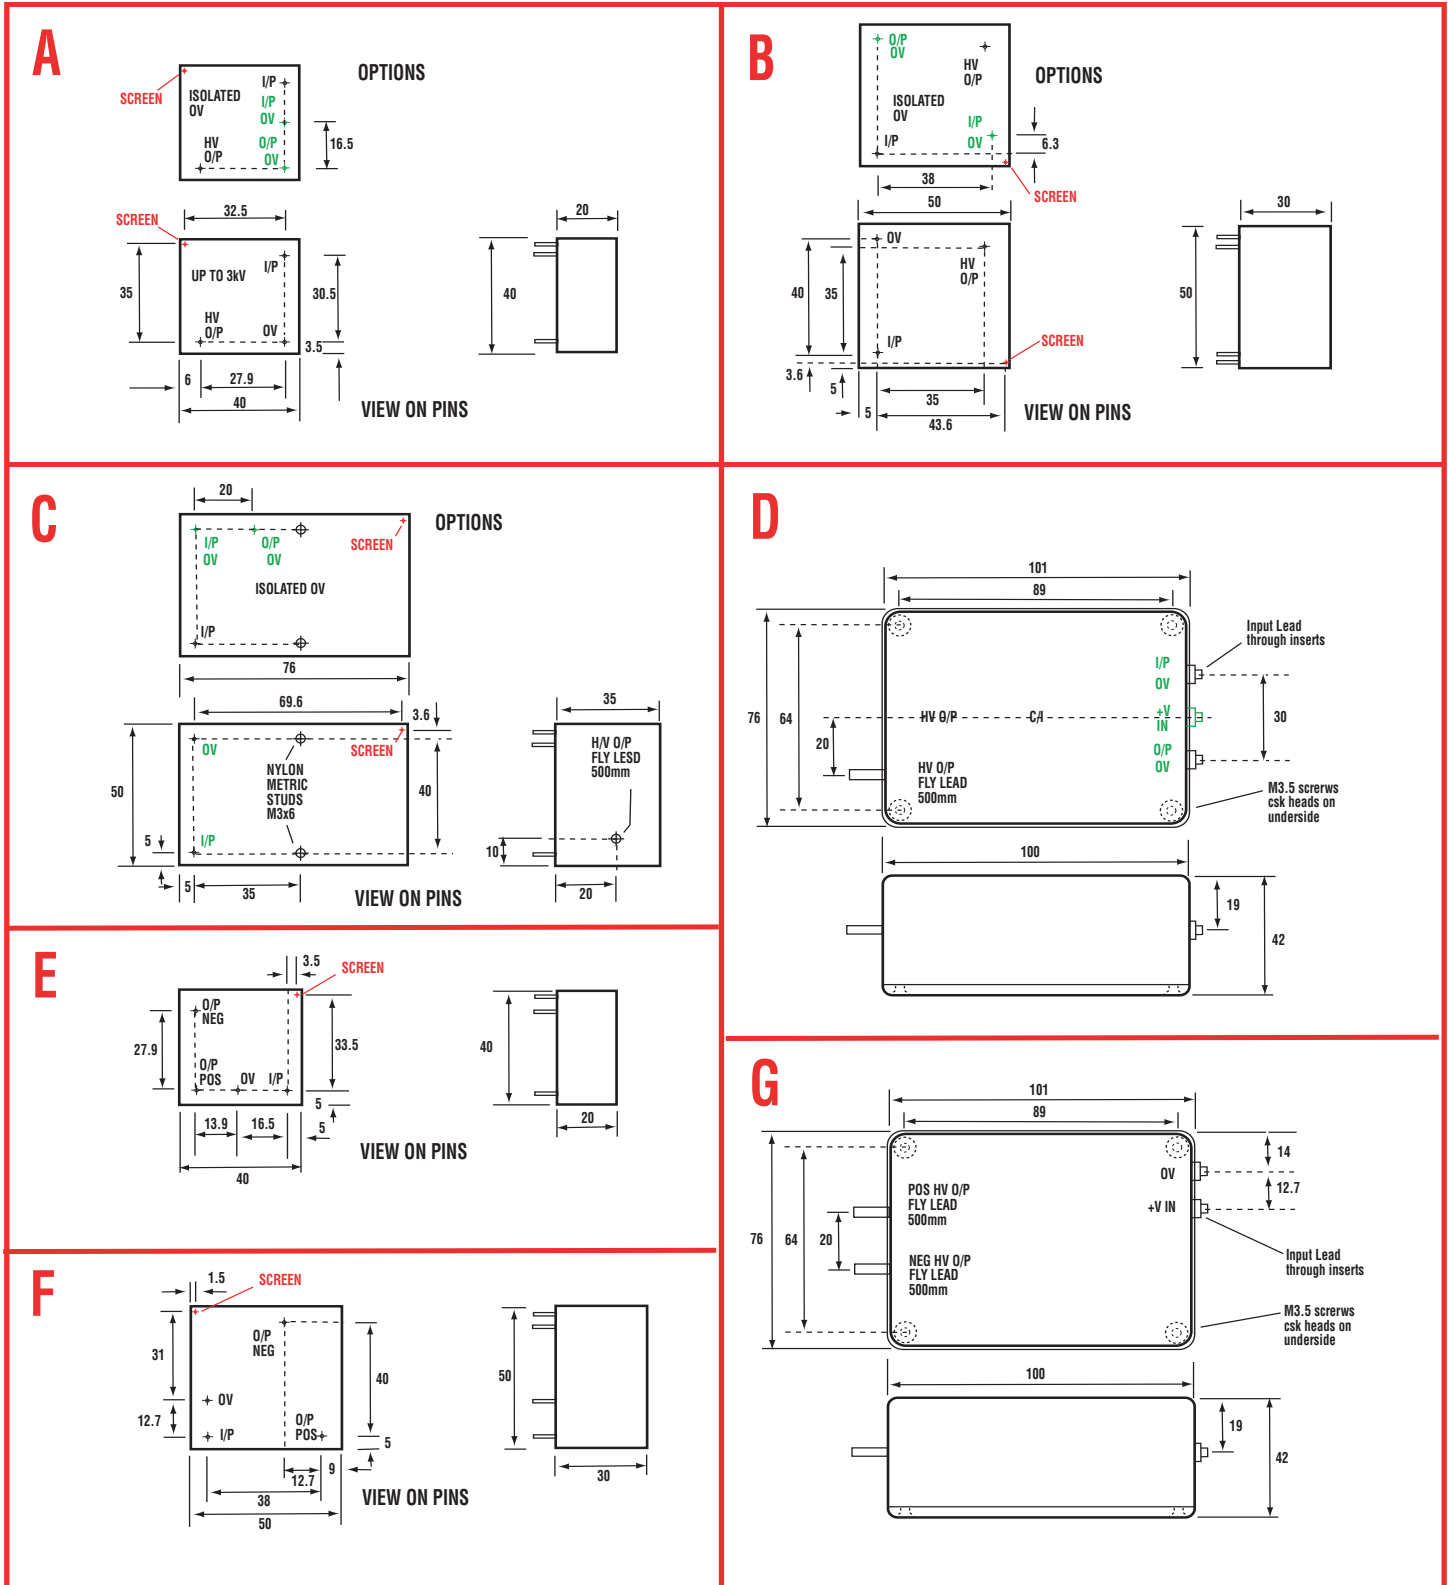 A
OPTIONS
SCREEN
ISOLATED
OV
I/P
I/P
OV
HV
O/P
O/P
OV
16.5
SCREEN
32.5
UP TO 3kV
I/P
35
30.5
HV
O/P
OV
3.5
6
27.9
40
VIEW ON PINS
20
40
B
O/P
OV
HV
O/P
OPTIONS
ISOLATED
OV
I/P
OV
I/P
6.3
38
SCREEN
50
OV
HV
O/P
40
35
I/P
SCREEN
3.6
5
5
35
43.6
VIEW ON PINS
30
50
C
20
OPTIONS
I/P
OV
O/P
OV
SCREEN
ISOLATED OV
I/P
76
69.6
3.6
OV
SCREEN
NYLON
METRIC
STUDS
M3x6
50
40
I/P
5
5
35
VIEW ON PINS
35
H/V O/P
FLY LESD
500mm
10
20
D
101
89
Input Lead
through inserts
I/P
OV
76
64
HV O/P
C/I
+V
IN
30
20
O/P
OV
HV O/P
FLY LEAD
500mm
M3.5 screrws
csk heads on
underside
100
19
42
E
3.5
SCREEN
O/P
NEG
27.9
33.5
O/P
POS
OV
I/P
5
13.9
16.5
5
40
VIEW ON PINS
40
20
F
1.5
SCREEN
O/P
NEG
31
40
OV
12.7
O/P
POS
I/P
5
9
12.7
38
50
VIEW ON PINS
50
30
G
101
89
14
OV
12.7
POS HV O/P
FLY LEAD
500mm
+V IN
76
64
20
NEG HV O/P
FLY LEAD
500mm
Input Lead
through inserts
M3.5 screrws
csk heads on
underside
100
19
42